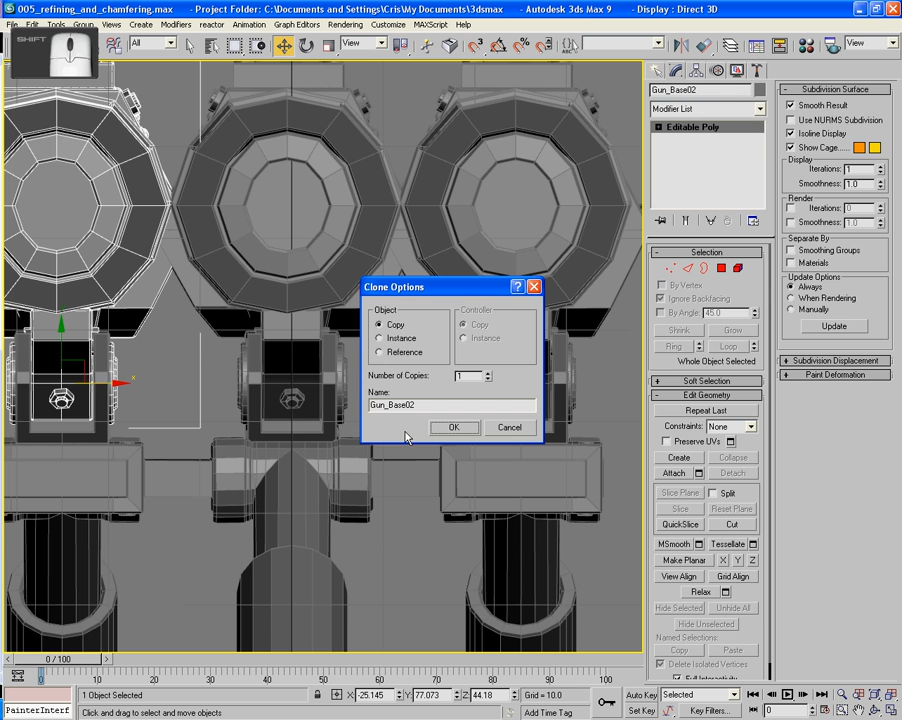 005_refining_and_chamfering.max - Project Folder: C:\Documents and Settings\Cris\My Documents\3dsmax - Autodesk 3ds Max 9 - Display : Direct 3D
File Edit Tools Group Views Create Modifiers reactor Animation Graph Editors Rendering Customize MAXScript Help
SHIFT
All
View
View
Gun_Base02
Modifier List
Editable Poly
Selection
By Vertex
Ignore Backfacing
By Angle: 45.0
Shrink Grow
Ring Loop
Whole Object Selected
Soft Selection
Edit Geometry
Repeat Last
Constraints: None
Preserve UVs
Create Collapse
Attach Detach
Slice Plane Split
Slice Reset Plane
QuickSlice Cut
MSmooth Tessellate
Make Planar X Y Z
View Align Grid Align
Relax
Hide Selected Unhide All
Hide Unselected
Named Selections:
Copy Paste
Delete Isolated Vertices
Full Interactivity
Subdivision Surface
Smooth Result
Use NURMS Subdivision
Isoline Display
Show Cage......
Display
Iterations: 1
Smoothness: 1.0
Render
Iterations: 0
Smoothness: 1.0
Separate By
Smoothing Groups
Materials
Update Options
Always
When Rendering
Manually
Update
Subdivision Displacement
Paint Deformation
Clone Options
Object
Copy
Instance
Reference
Controller
Copy
Instance
Number of Copies: 1
Name:
Gun_Base02
OK Cancel
x
0 / 100
0 10 20 30 40 50 60 70 80 90 100
1 Object Selected
X: -25.145 Y: 77.073 Z: 44.18 Grid = 10.0
Auto Key Selected
PainterInterf
Click and drag to select and move objects
Add Time Tag
Set Key Key Filters...
0